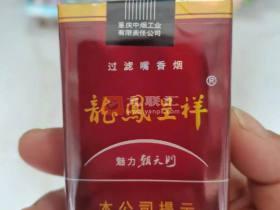 重庆中烟工业
有限责任公司
过滤嘴香烟
龍鳳呈祥®
魅力 朝天门
本公司提示